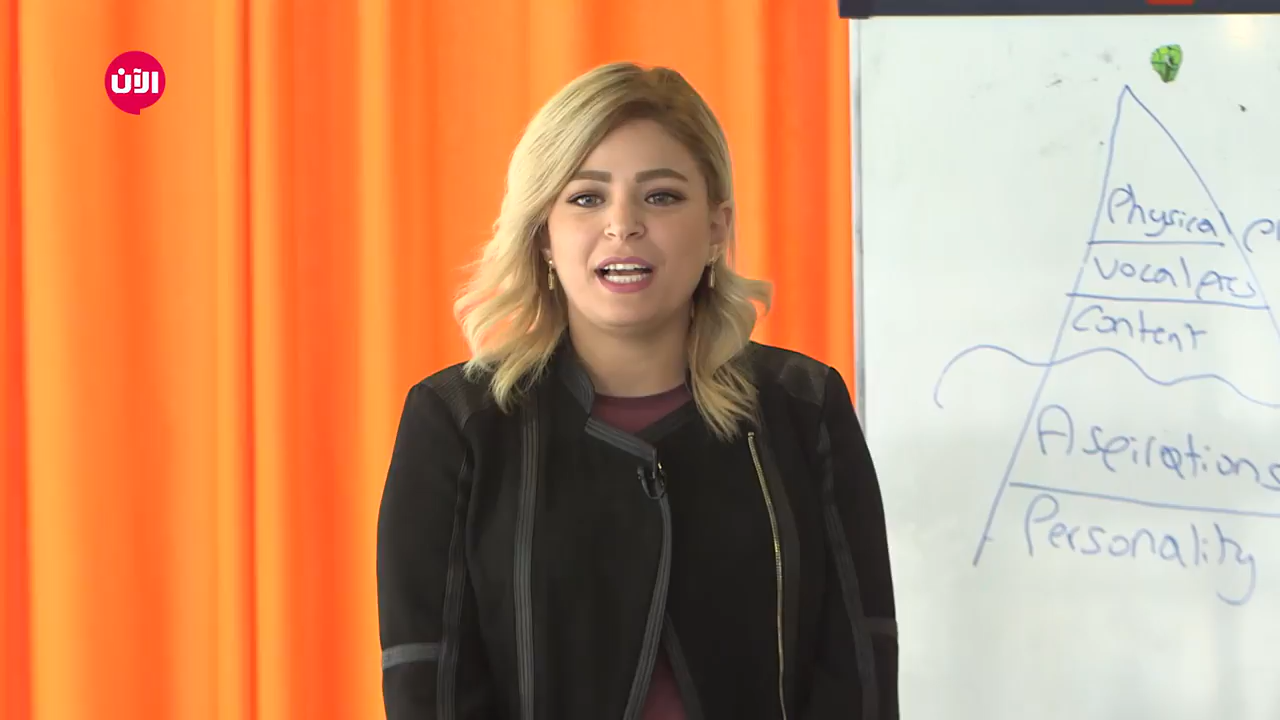 الآن
Physical
Vocal
Content
Aspirations
Personality